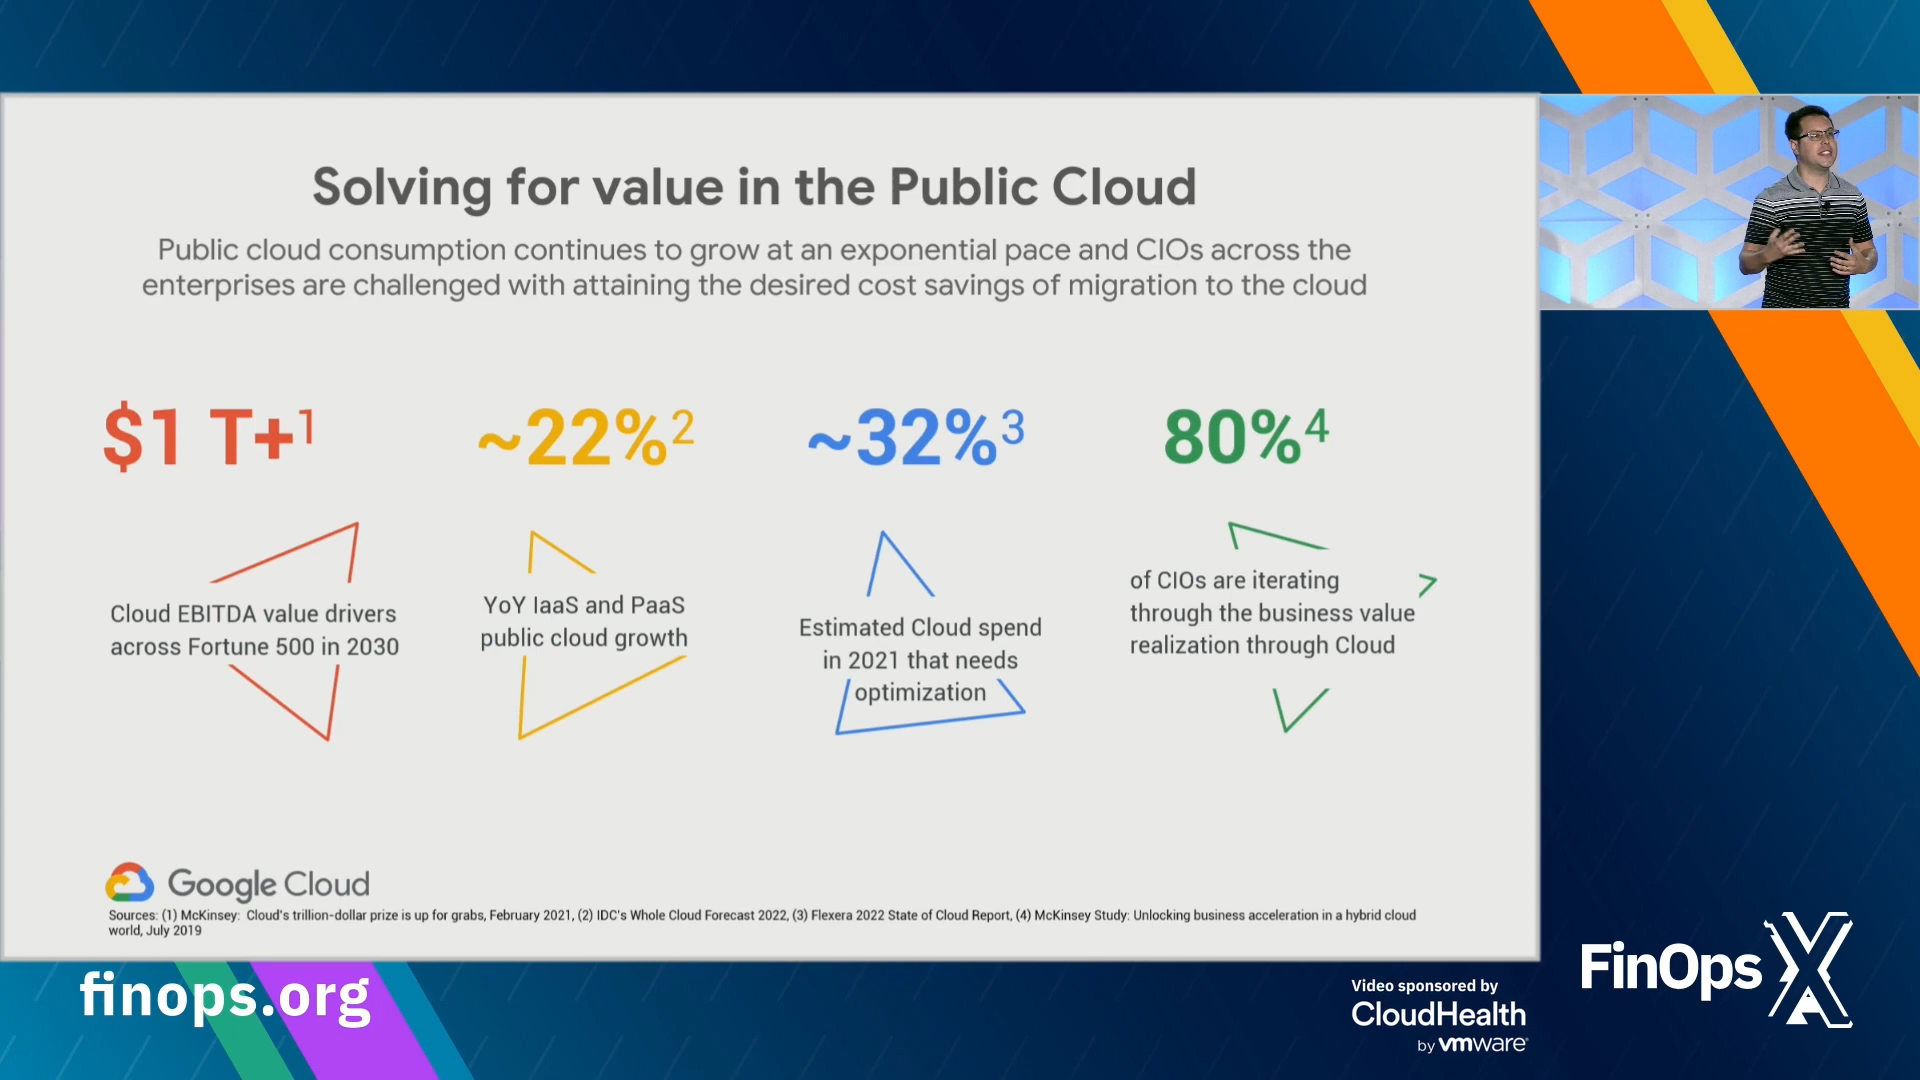 Solving for value in the Public Cloud
Public cloud consumption continues to grow at an exponential pace and CIOs across the
enterprises are challenged with attaining the desired cost savings of migration to the cloud
$1 T+1
Cloud EBITDA value drivers
across Fortune 500 in 2030
~22%2
YoY IaaS and PaaS
public cloud growth
~32%3
Estimated Cloud spend
in 2021 that needs
optimization
80%4
of CIOs are iterating
through the business value
realization through Cloud
Google Cloud
Sources: (1) McKinsey: Cloud's trillion-dollar prize is up for grabs, February 2021, (2) IDC's Whole Cloud Forecast 2022, (3) Flexera 2022 State of Cloud Report, (4) McKinsey Study: Unlocking business acceleration in a hybrid cloud
world, July 2019
finops.org
Video sponsored by
CloudHealth
by vmware
FinOps X